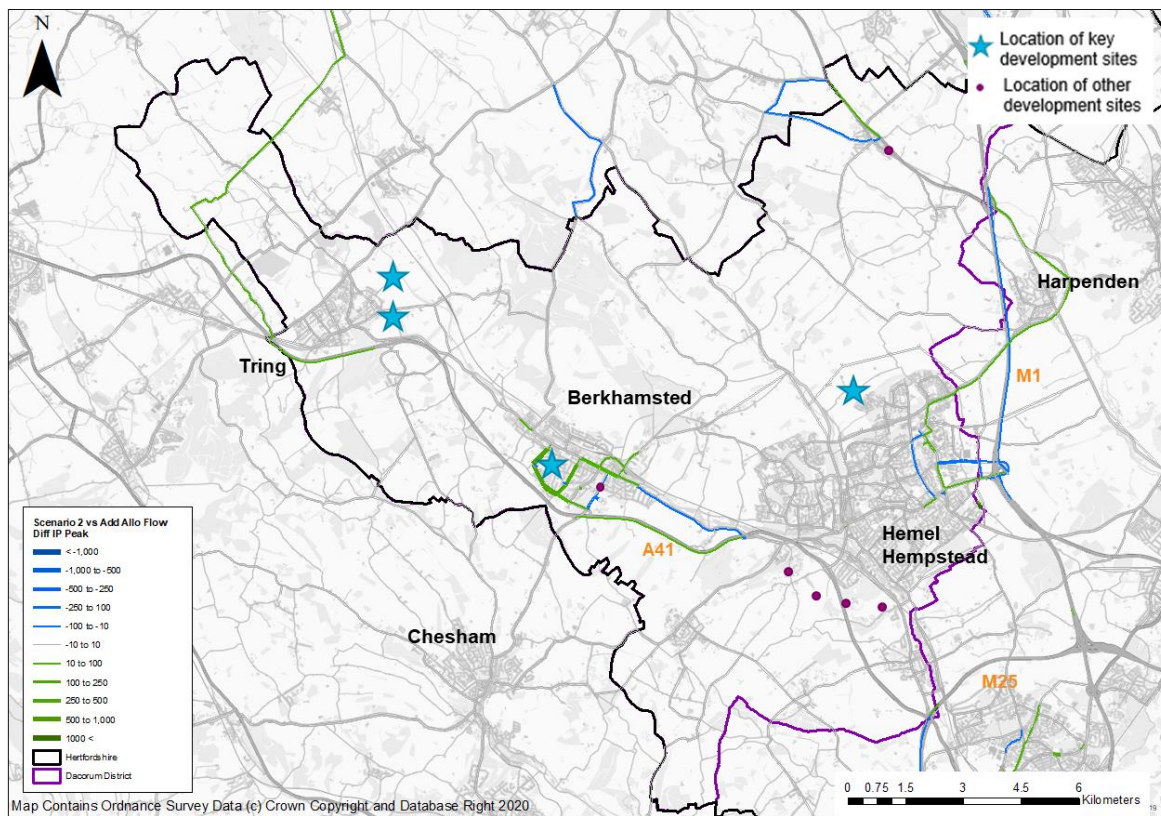 N
Location of key
development sites
Location of other
development sites
Harpenden
Tring
M1
Berkhamsted
A41
Hemel
Hempstead
Chesham
M25
Scenario 2 vs Add Allo Flow
Diff IP Peak
< -1,000
-1,000 to -500
-500 to -250
-250 to 100
-100 to -10
-10 to 10
10 to 100
100 to 250
250 to 500
500 to 1,000
1000 <
Hertfordshire
Dacorum District
0 0.75 1.5 3 4.5 6
Kilometers
Map Contains Ordnance Survey Data (c) Crown Copyright and Database Right 2020
19